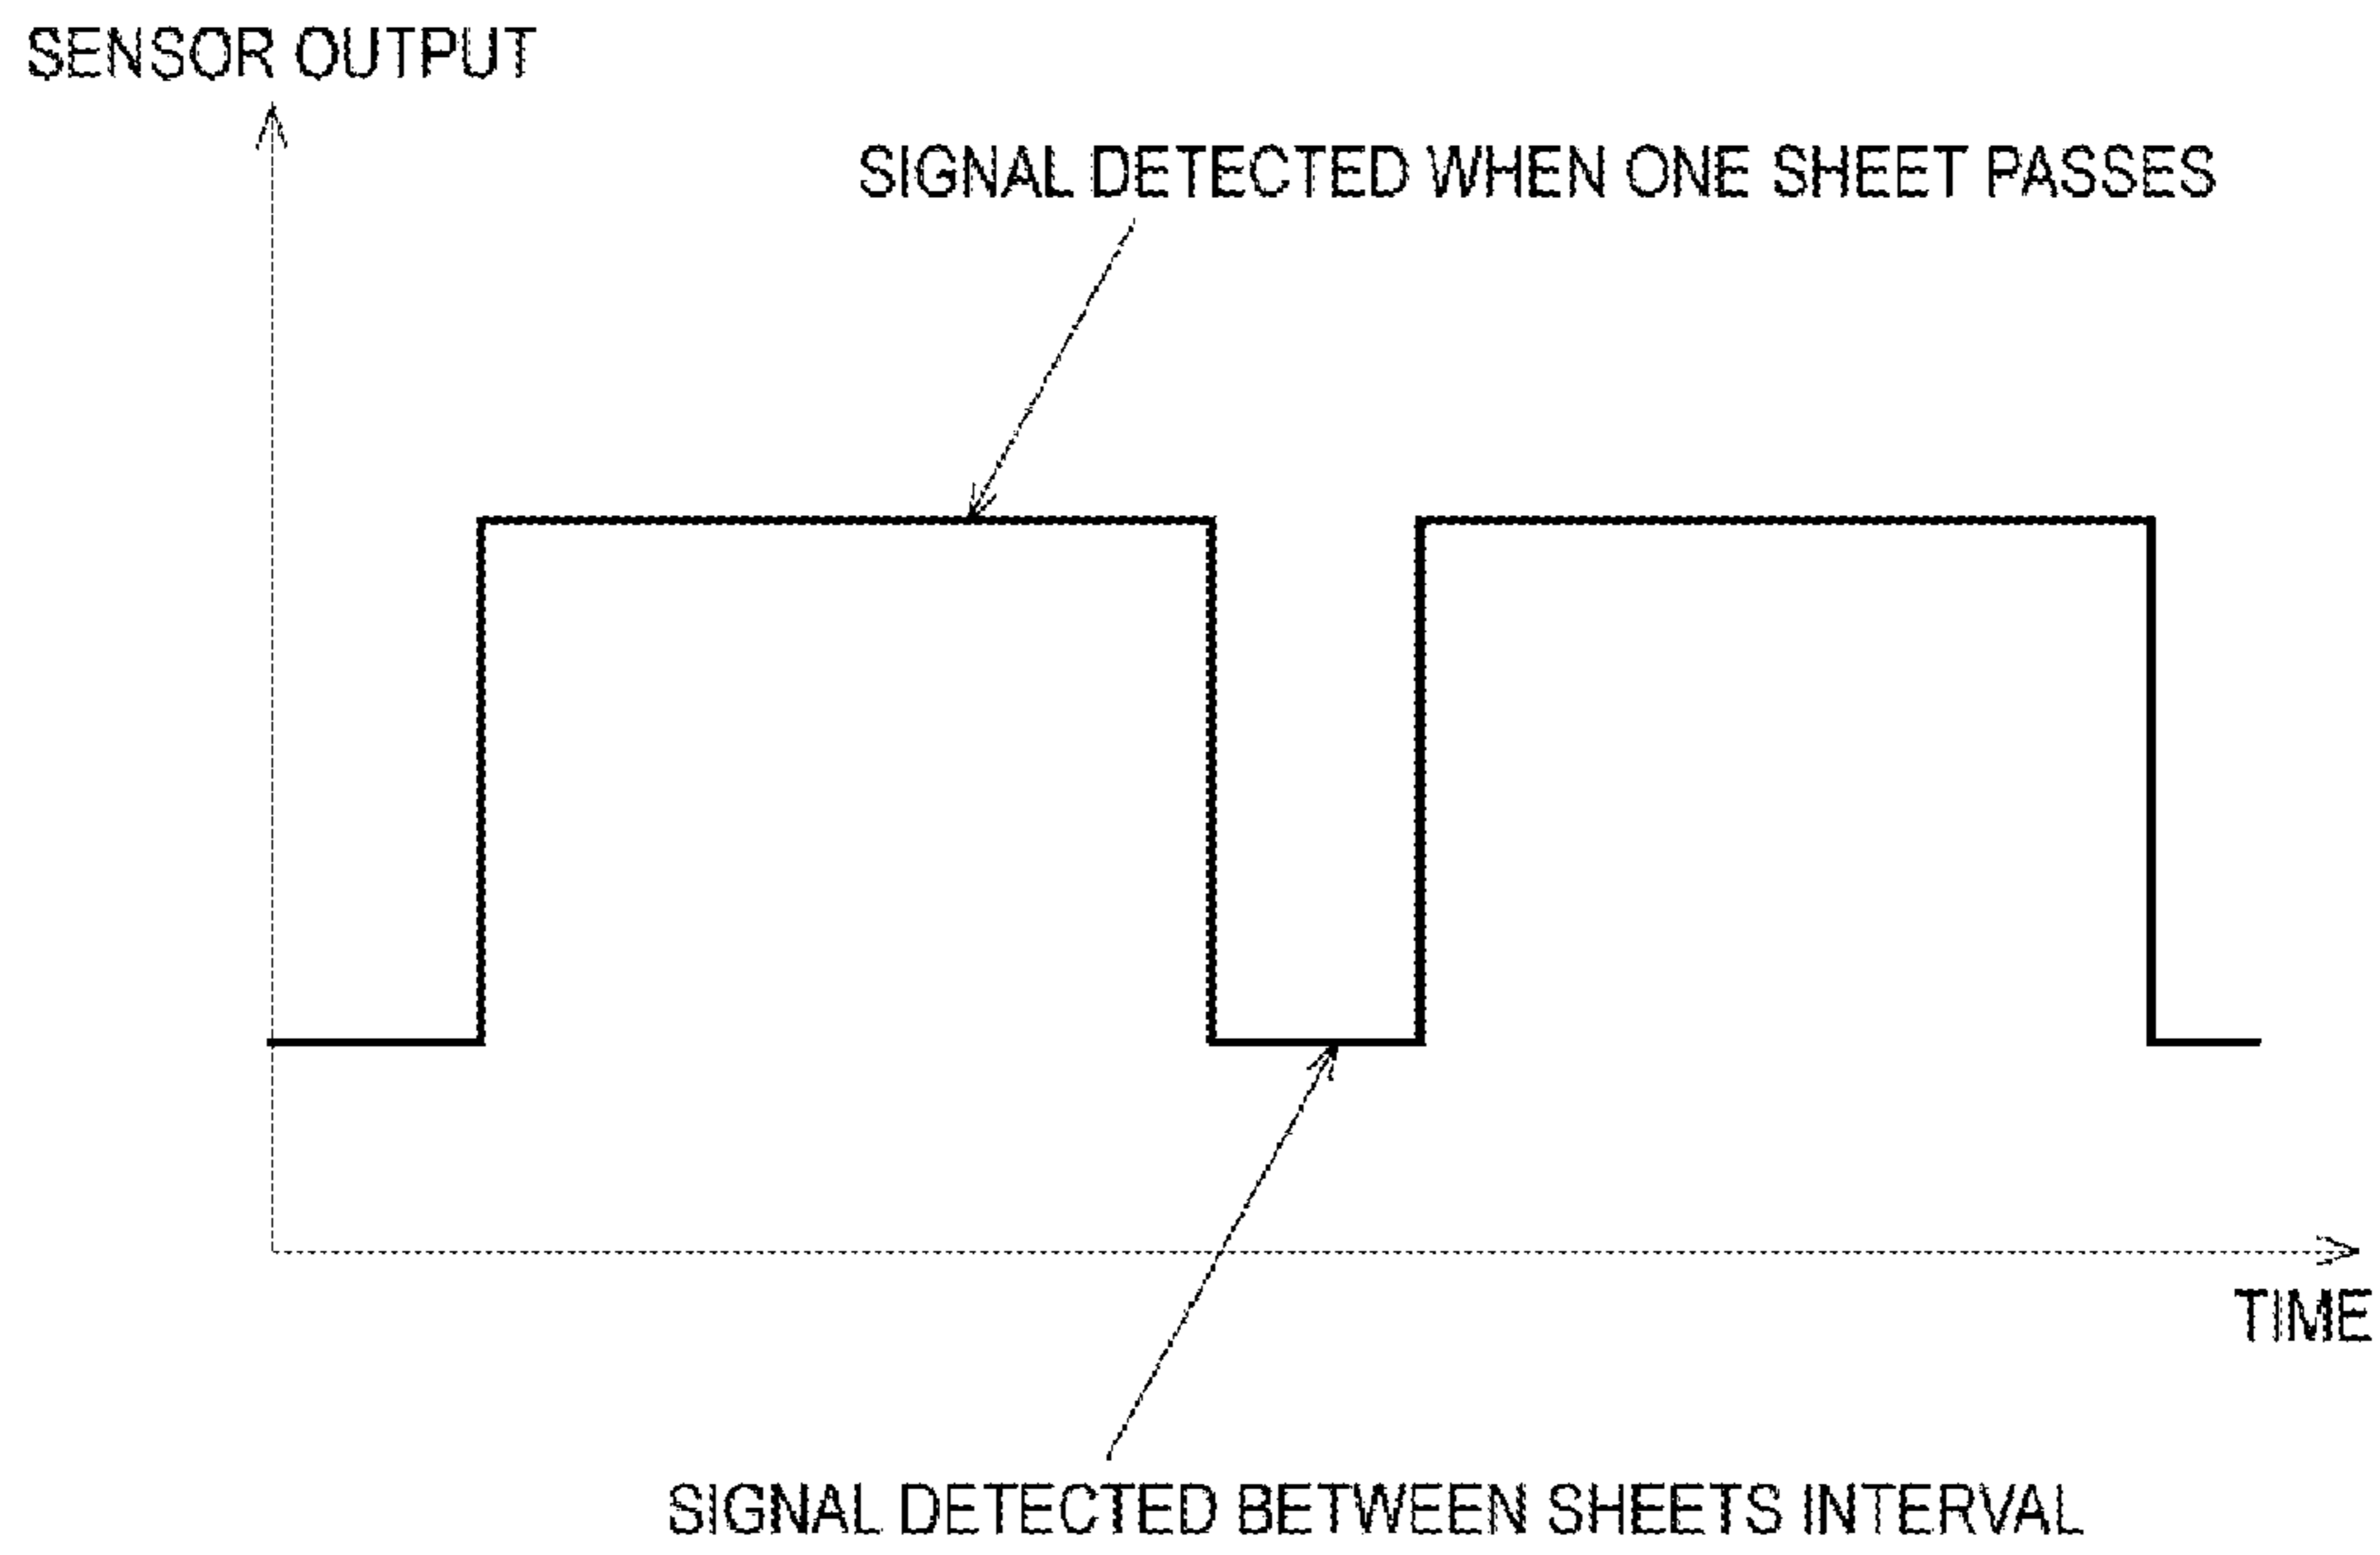 SENSOR OUTPUT
SIGNAL DETECTED WHEN ONE SHEET PASSES
TIME
SIGNAL DETECTED BETWEEN SHEETS INTERVAL